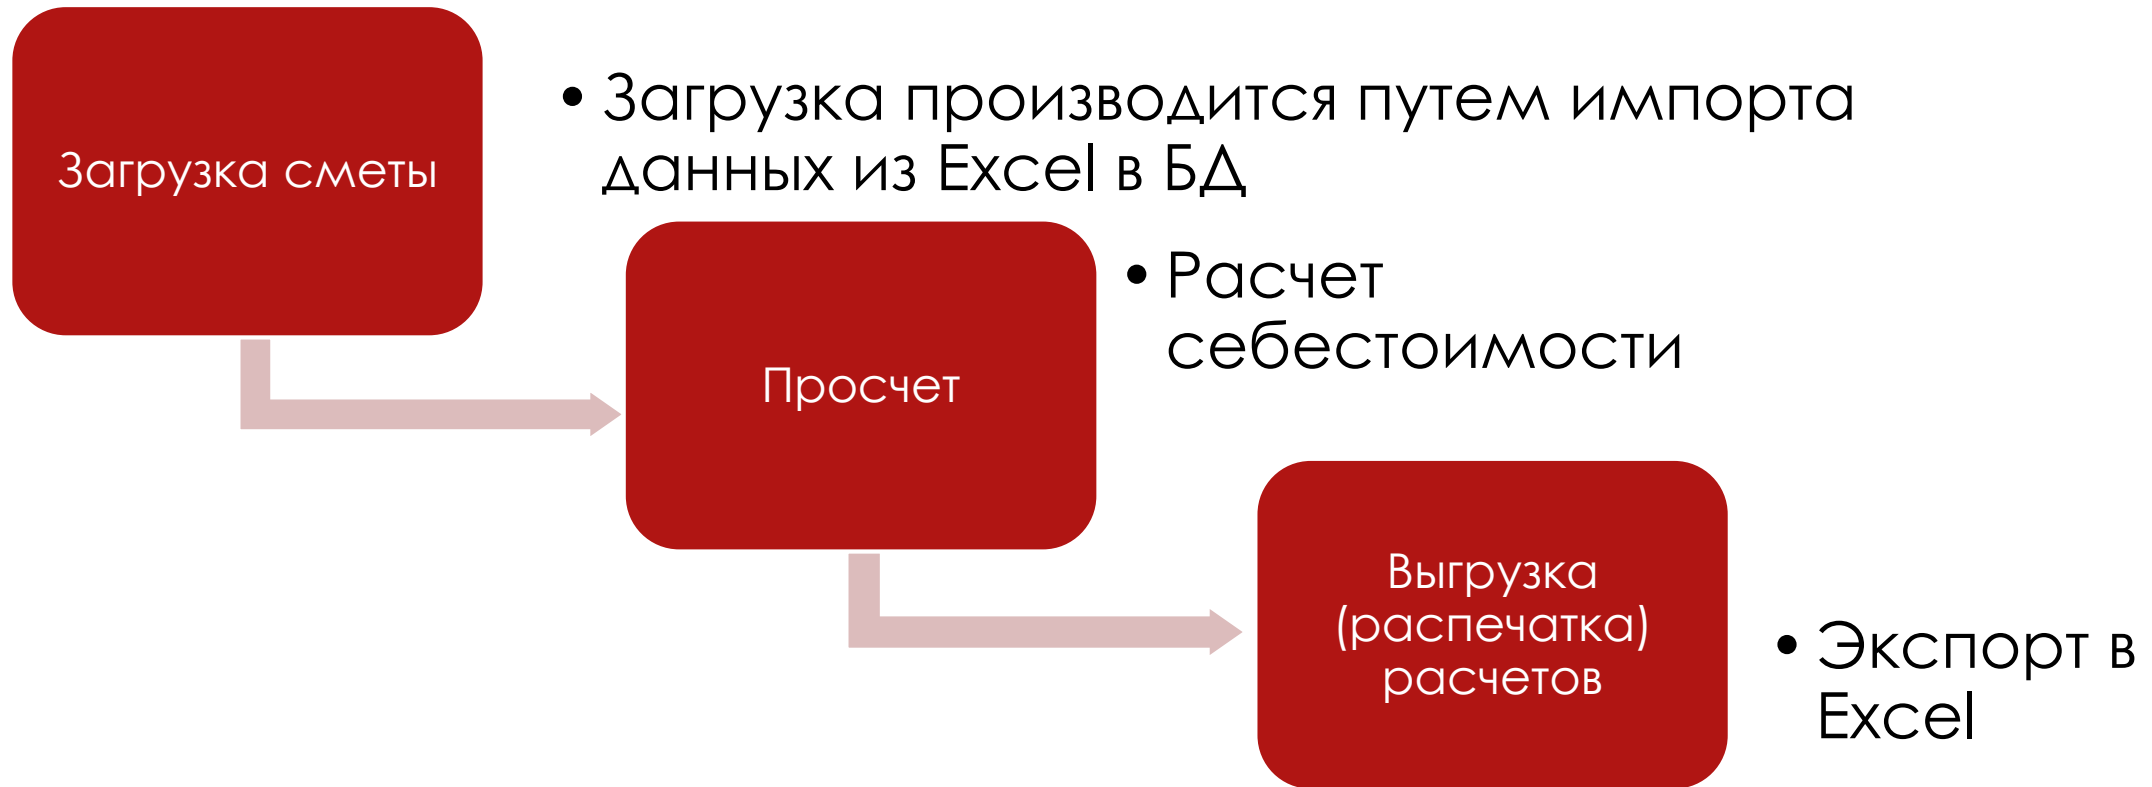 Загрузка сметы
• Загрузка производится путем импорта
данных из Excel в БД
Просчет
• Расчет
себестоимости
Выгрузка
(распечатка)
расчетов
• Экспорт в
Excel